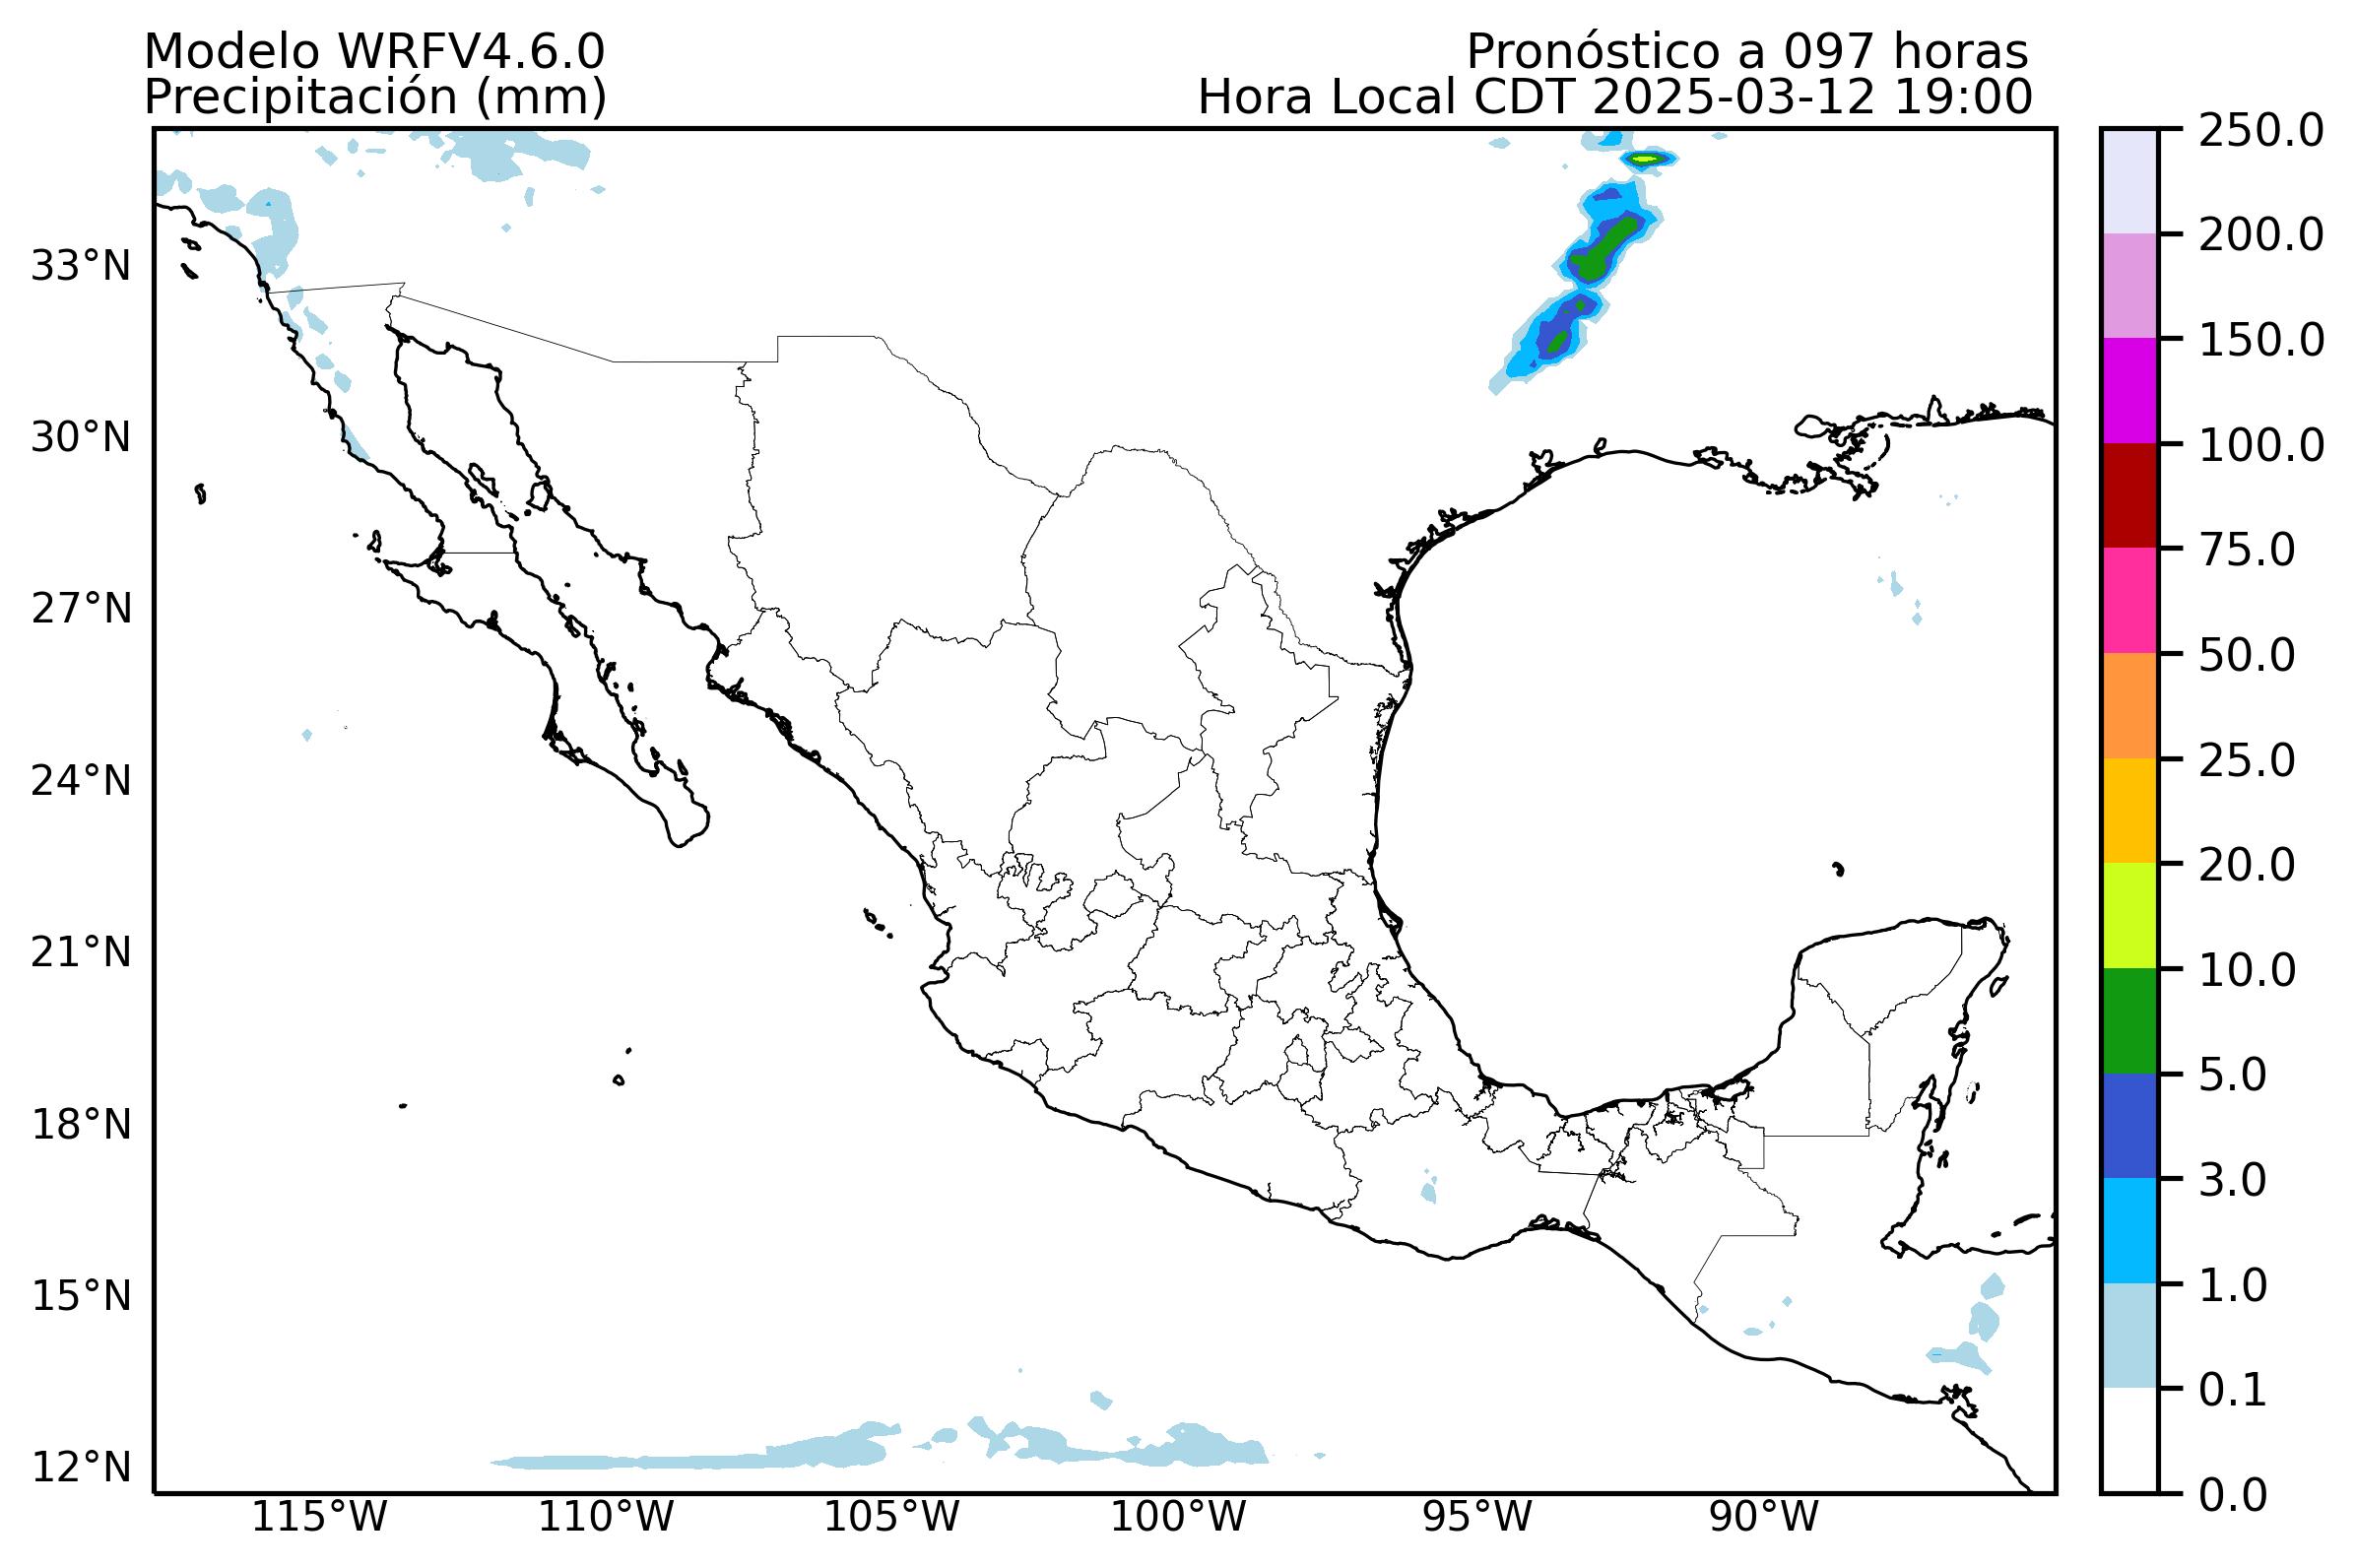 Modelo WRFV4.6.0
Precipitación (mm)
Pronóstico a 097 horas
Hora Local CDT 2025-03-12 19:00
33°N
30°N
27°N
24°N
21°N
18°N
15°N
12°N
115°W
110°W
105°W
100°W
95°W
90°W
250.0
200.0
150.0
100.0
75.0
50.0
25.0
20.0
10.0
5.0
3.0
1.0
0.1
0.0